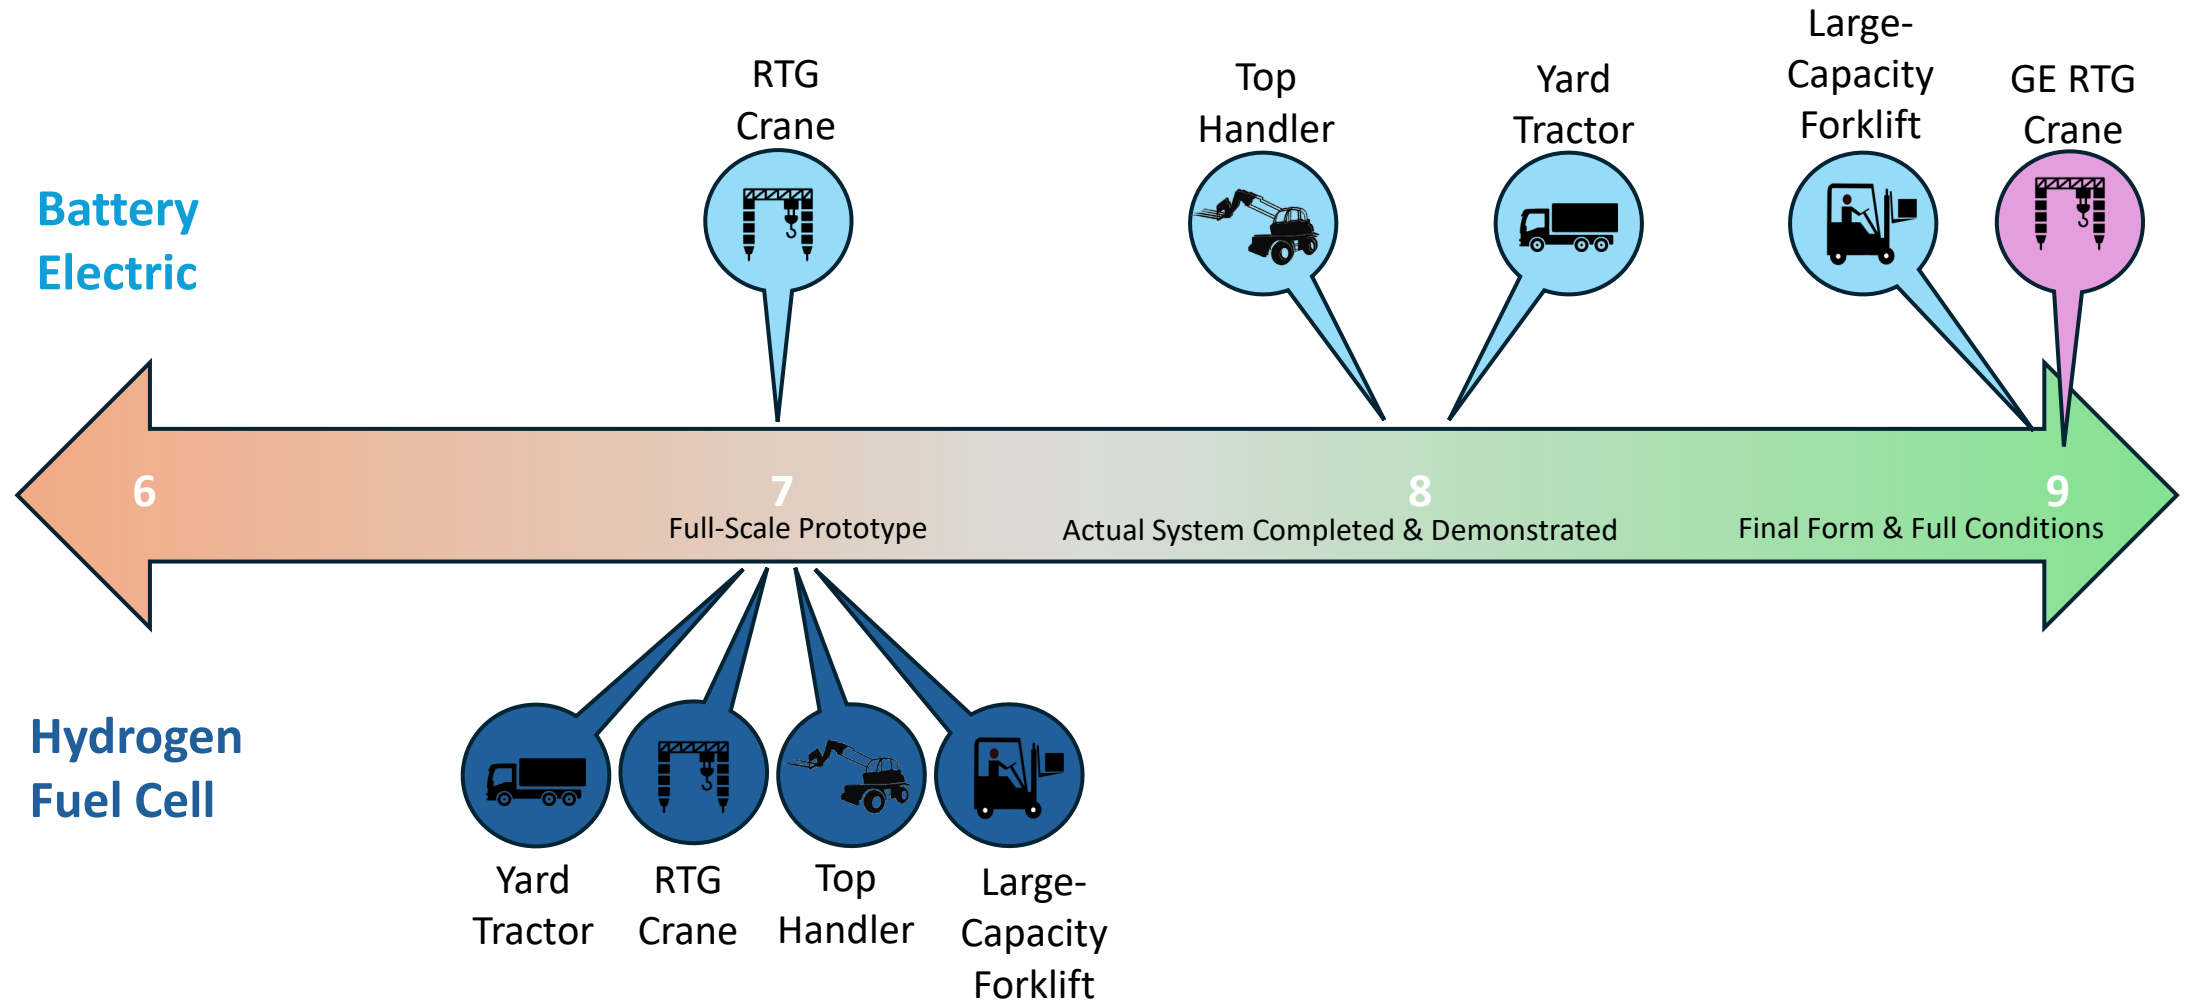 RTG
Crane
Top
Handler
Yard
Tractor
Large-
Capacity
Forklift
GE RTG
Crane
Battery
Electric
6
7
8
9
Full-Scale Prototype
Actual System Completed & Demonstrated
Final Form & Full Conditions
Hydrogen
Fuel Cell
Yard
Tractor
RTG
Crane
Top
Handler
Large-
Capacity
Forklift